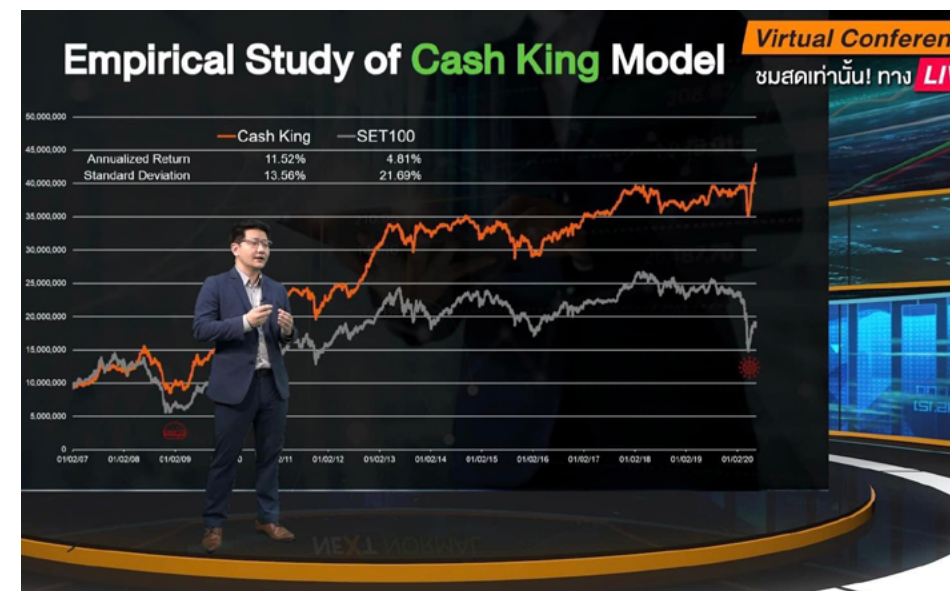 Empirical Study of Cash King Model
Virtual Conferen
ชมสดเท่านั้น! ทาง LIV
50,000,000
Cash King SET100
45,000,000
Annualized Return 11.52% 4.81%
Standard Deviation 13.56% 21.69%
40,000,000
35,000,000
30,000,000
25,000,000
20,000,000
15,000,000
10,000,000
5,000,000
0
01/02/07 01/02/08 01/02/09 0 /11 01/02/12 01/02/13 01/02/14 01/02/15 01/02/16 01/02/17 01/02/18 01/02/19 01/02/20
NEXT NORMAL